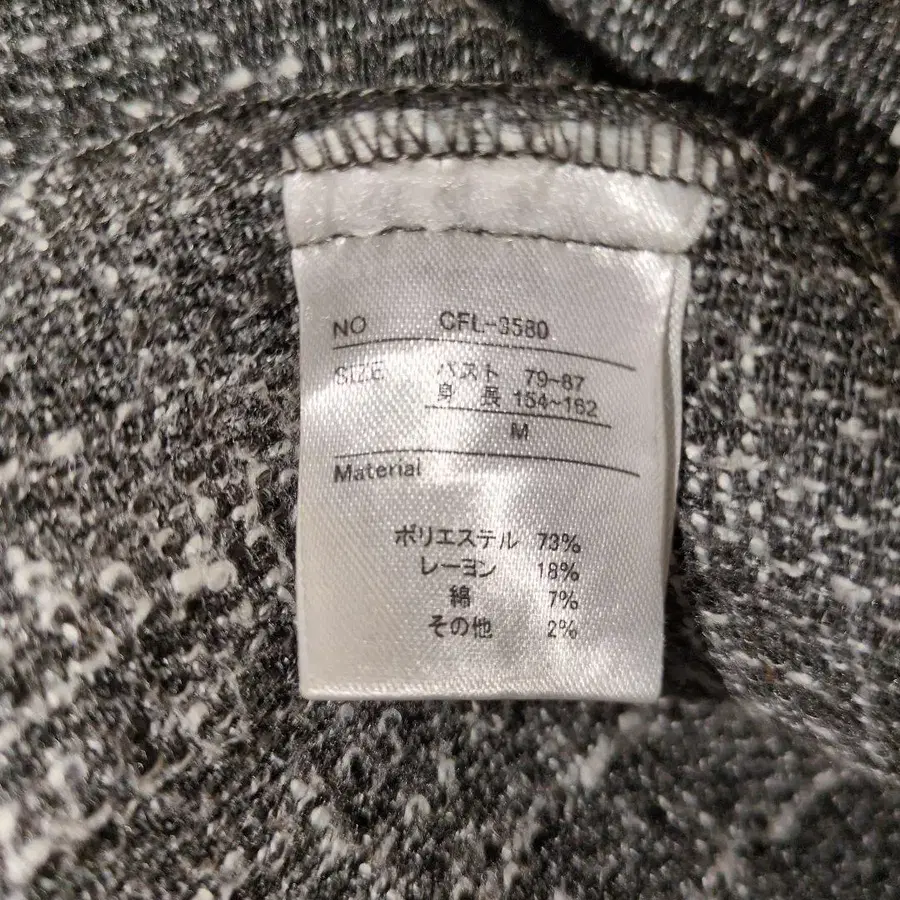 NO CFL-3580
SIZE バスト 79~87
身 長 154~162
M
Material
ポリエステル 73%
レーヨン 18%
綿 7%
その他 2%